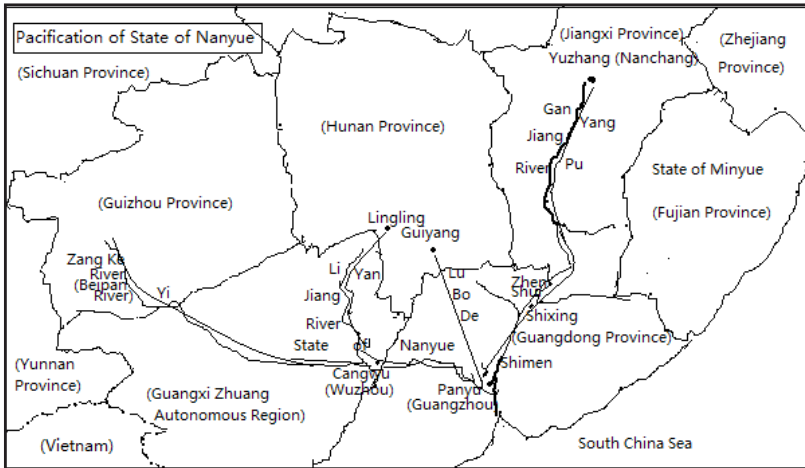 Pacification of State of Nanyue
(Sichuan Province)
(Jiangxi Province)
Yuzhang (Nanchang)
(Zhejiang
Province)
Gan
Yang
Jiang
River
Pu
(Hunan Province)
State of Minyue
(Fujian Province)
(Guizhou Province)
Lingling
Guiyang
Zang Ke
River
(Beipan
River)
Yi
Li
Yan
Jiang
River
Lu
Bo
De
Zhen
Shui
Shixing
(Guangdong Province)
State of Nanyue
Shimen
Cangwu
(Wuzhou)
Panyu
(Guangzhou)
(Yunnan
Province)
(Guangxi Zhuang
Autonomous Region)
(Vietnam)
South China Sea